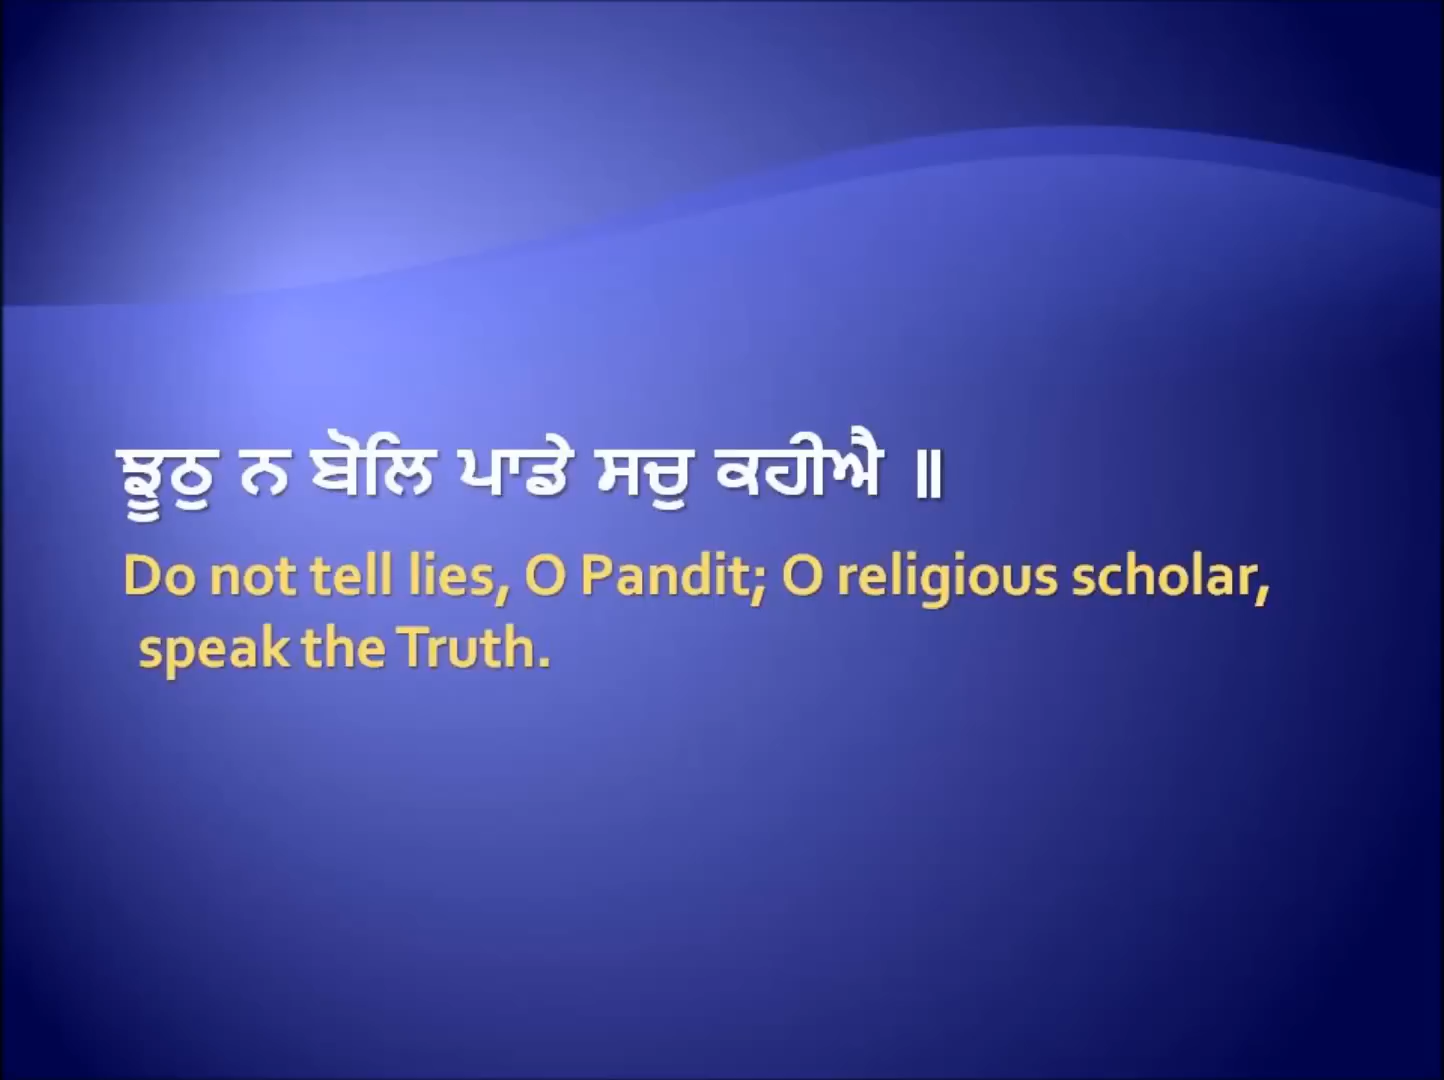 ਝੂਠੁ ਨ ਬੋਲਿ ਪਾਡੇ ਸਚੁ ਕਹੀਐ ॥
Do not tell lies, O Pandit; O religious scholar,
speak the Truth.